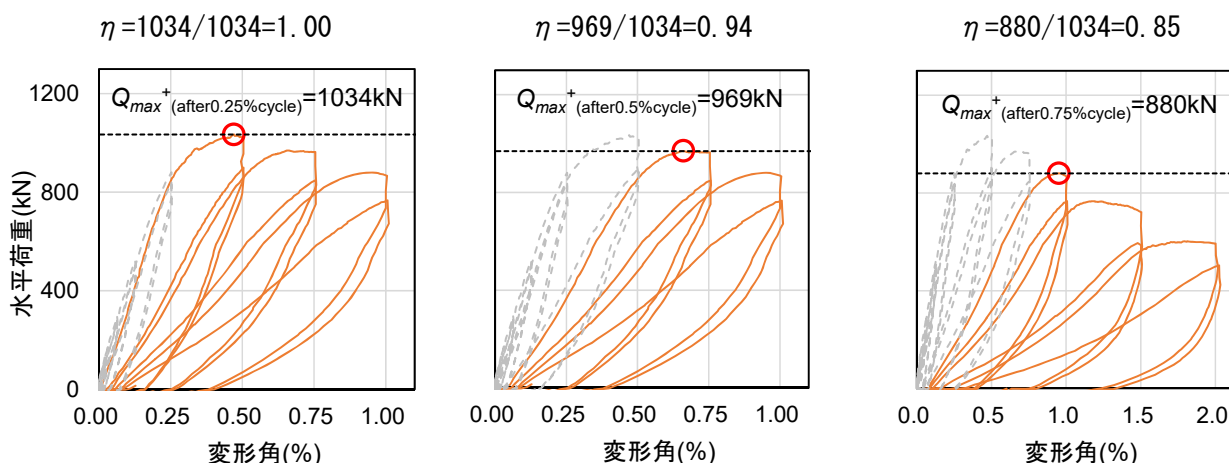 η=1034/1034=1.00
η=969/1034=0.94
η=880/1034=0.85
水平荷重(kN)
1200
800
400
0
Qmax+(after0.25%cycle)=1034kN
0.00 0.25 0.50 0.75 1.00
変形角(%)
Qmax+(after0.5%cycle)=969kN
0.00 0.25 0.50 0.75 1.00
変形角(%)
Qmax+(after0.75%cycle)=880kN
0.0 0.5 1.0 1.5 2.0
変形角(%)